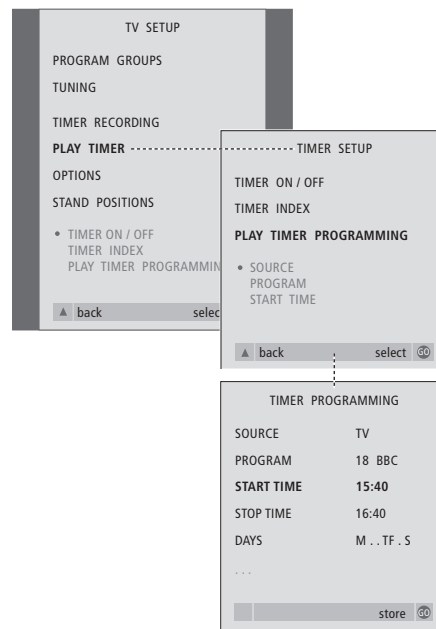 TV SETUP
PROGRAM GROUPS
TUNING
TIMER RECORDING
PLAY TIMER
OPTIONS
STAND POSITIONS
• TIMER ON / OFF
TIMER INDEX
PLAY TIMER PROGRAMMIN
▲ back selec
TIMER SETUP
TIMER ON / OFF
TIMER INDEX
PLAY TIMER PROGRAMMING
• SOURCE
PROGRAM
START TIME
▲ back select GO
TIMER PROGRAMMING
SOURCE TV
PROGRAM 18 BBC
START TIME 15:40
STOP TIME 16:40
DAYS M . . TF . S
. . .
store GO